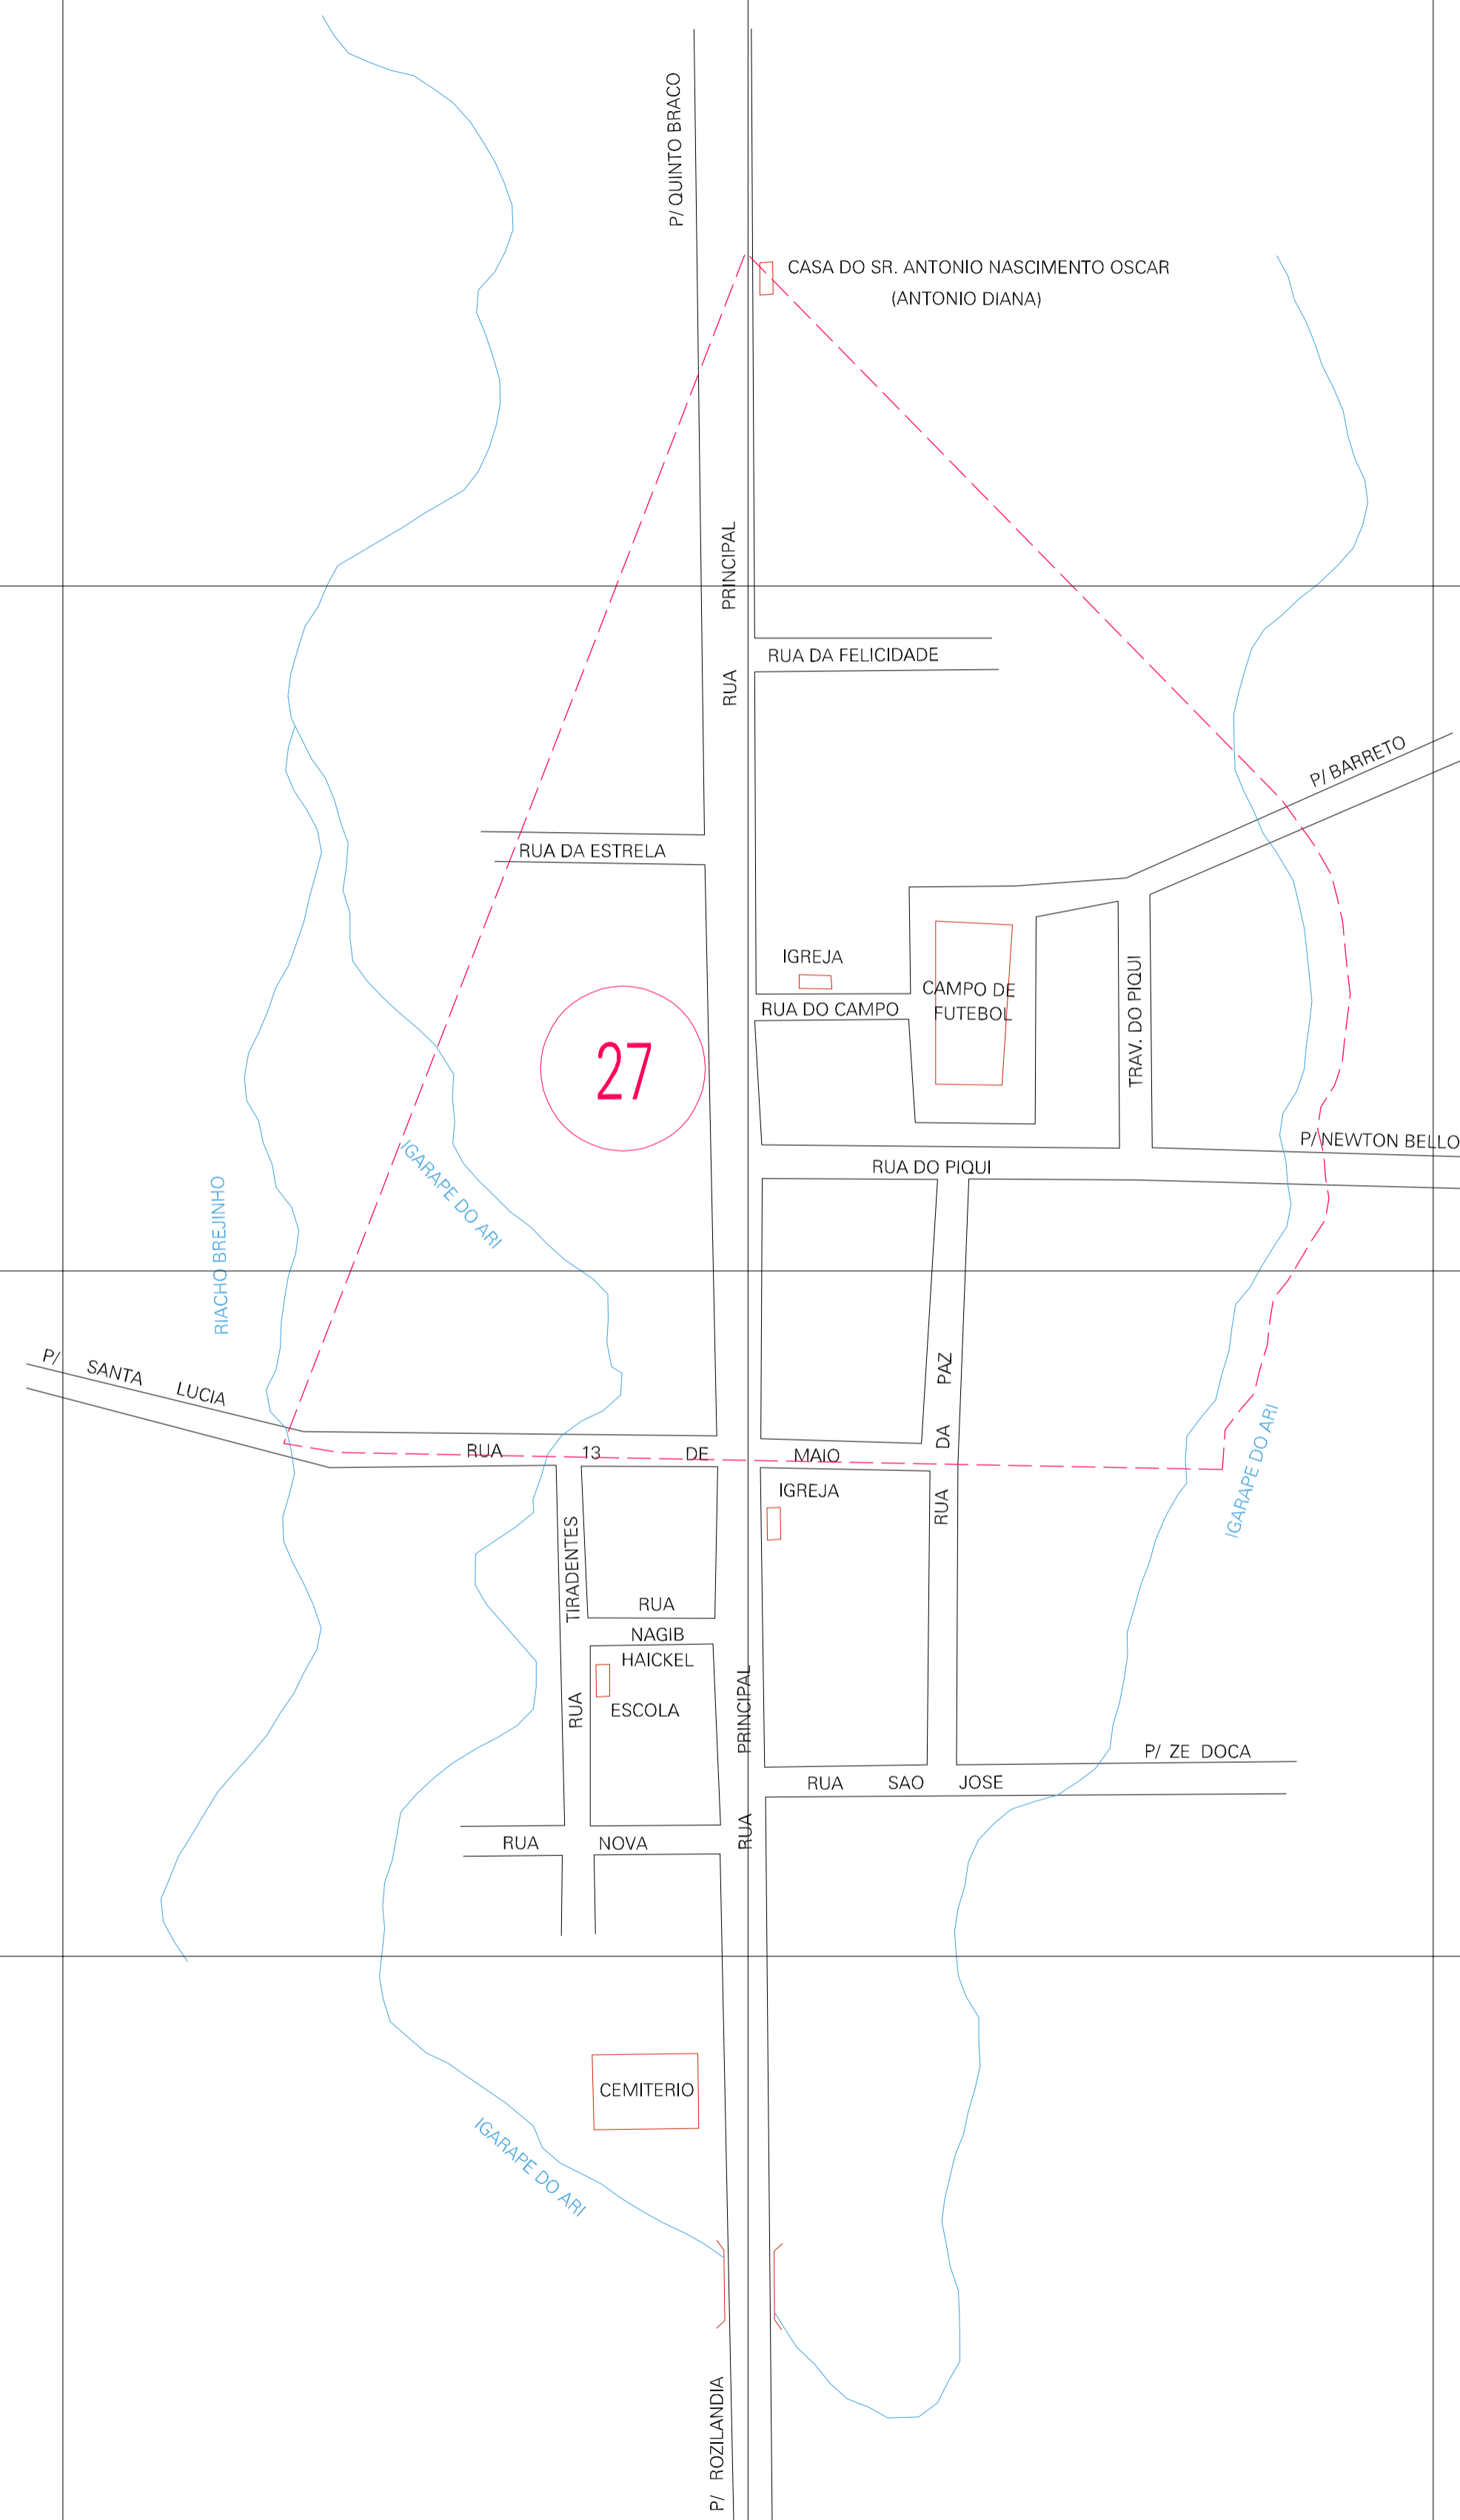 P/ QUINTO BRACO
CASA DO SR. ANTONIO NASCIMENTO OSCAR
(ANTONIO DIANA)
RUA PRINCIPAL
RUA DA FELICIDADE
P/ BARRETO
RUA DA ESTRELA
IGREJA
CAMPO DE
FUTEBOL
RUA DO CAMPO
TRAV. DO PIQUI
27
P/ NEWTON BELLO
RUA DO PIQUI
IGARAPE DO ARI
RIACHO BREJINHO
P/ SANTA LUCIA
RUA DA PAZ
RUA 13 DE MAIO
IGREJA
IGARAPE DO ARI
RUA TIRADENTES
RUA
NAGIB
HAICKEL
ESCOLA
RUA PRINCIPAL
P/ ZE DOCA
RUA SAO JOSE
RUA NOVA
CEMITERIO
IGARAPE DO ARI
P/ ROZILANDIA